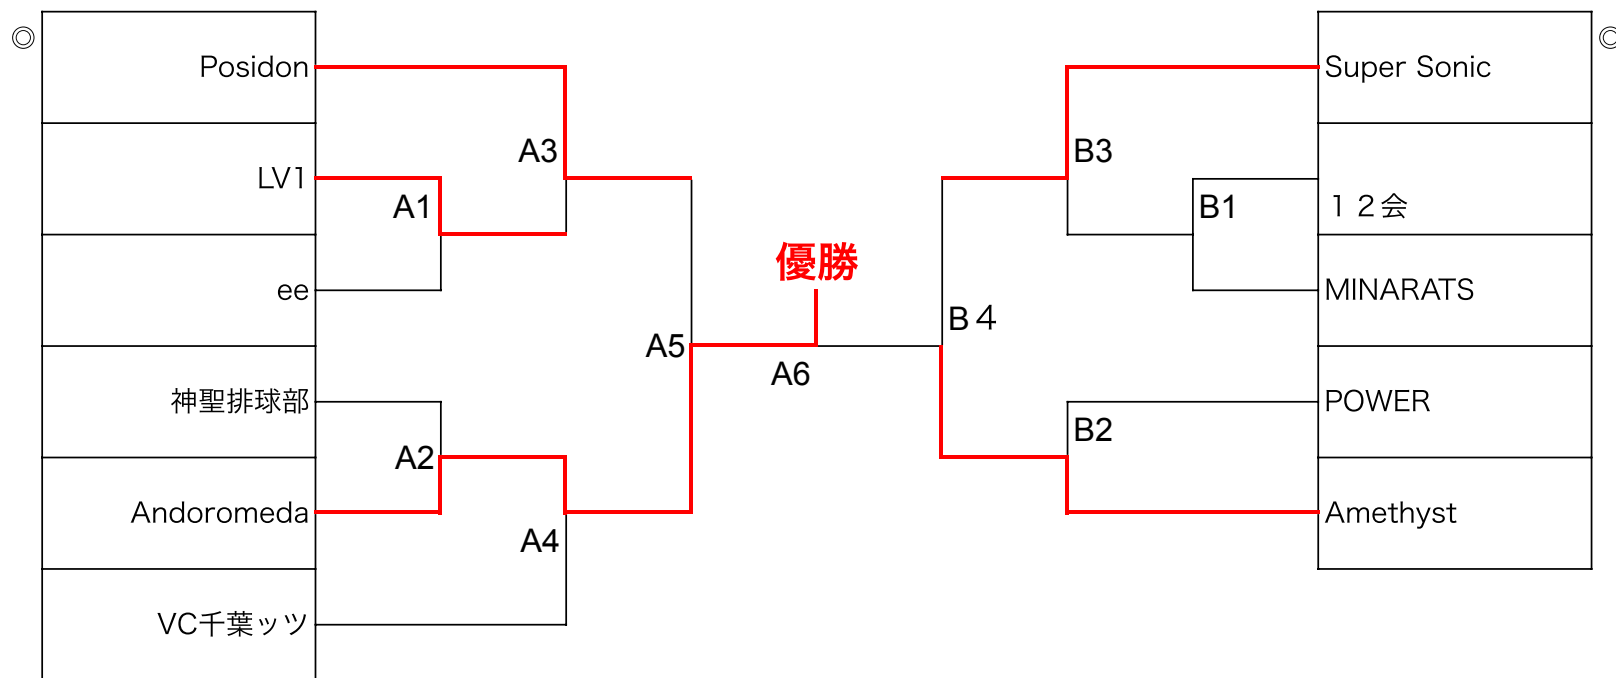 ◎
Posidon
LV1
ee
神聖排球部
Andoromeda
VC千葉ッツ
A1
A2
A3
A4
A5
優勝
A6
B４
B3
B2
B1
Super Sonic
１２会
MINARATS
POWER
Amethyst
◎